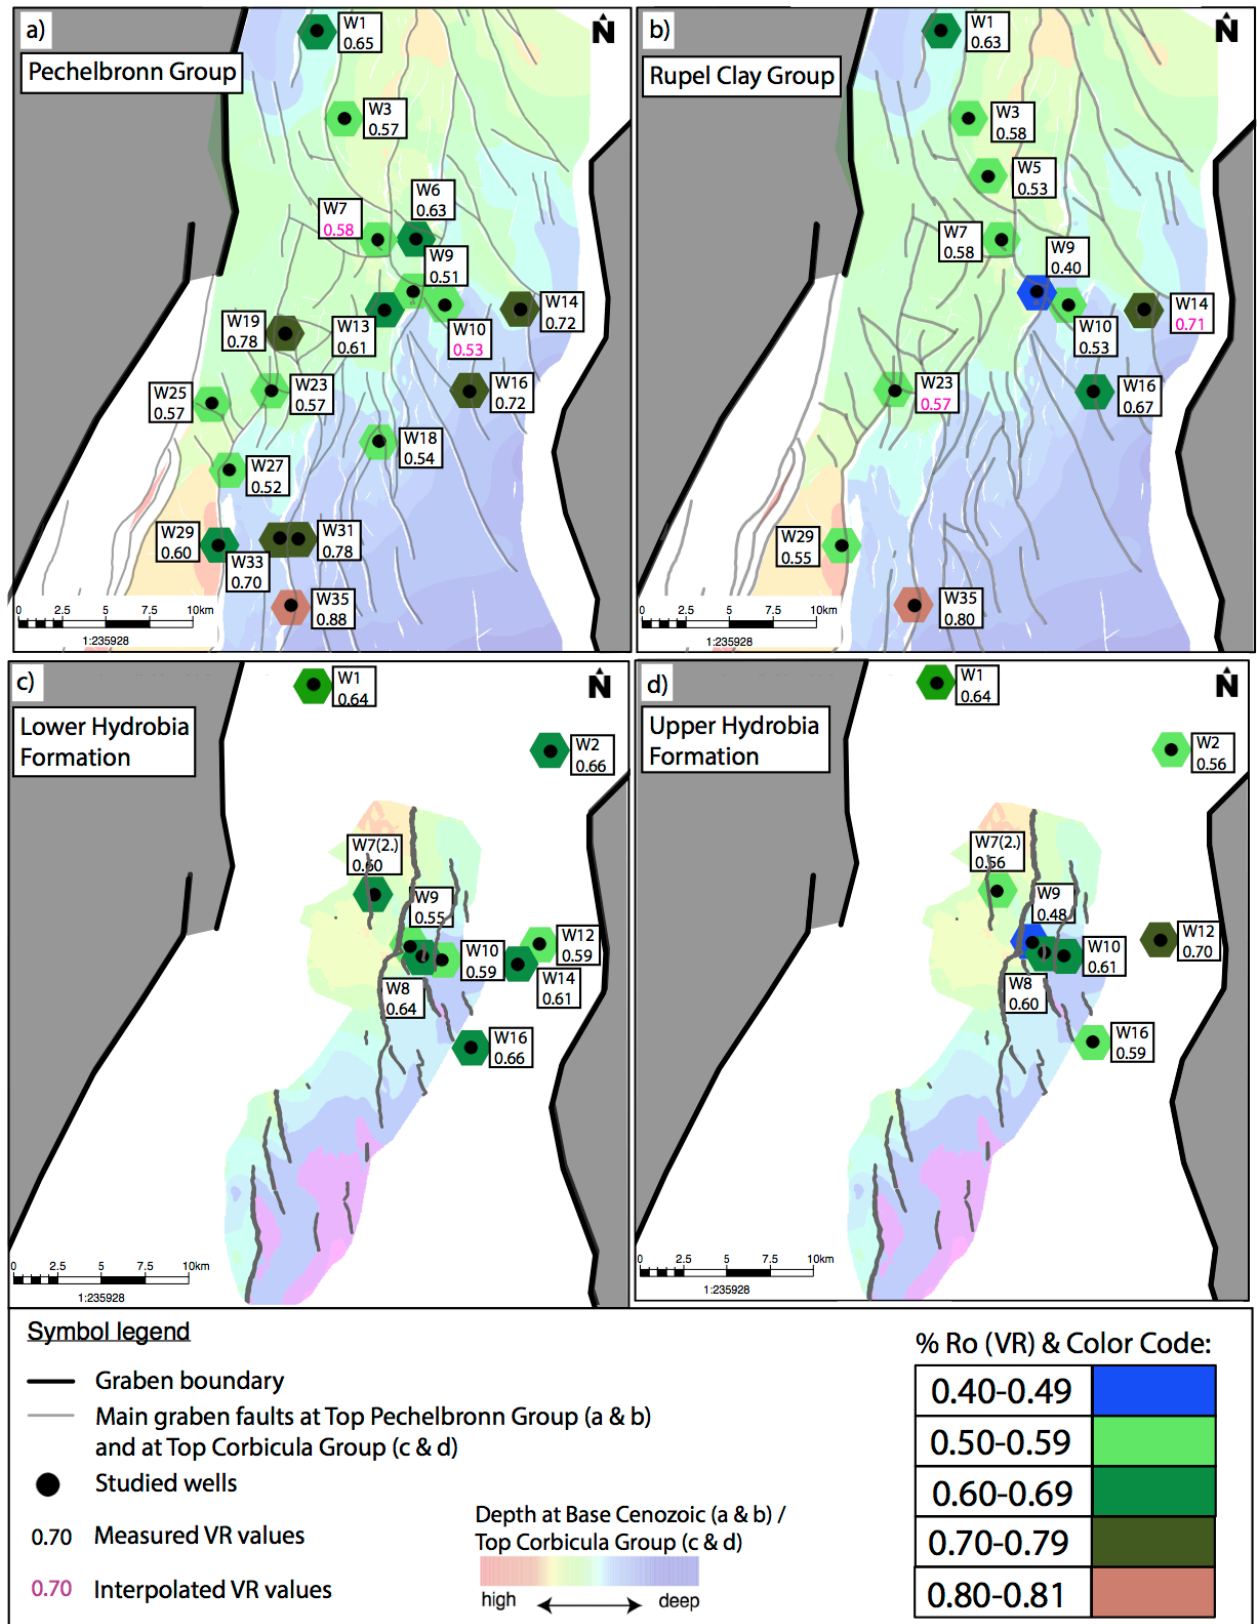 a)
Pechelbronn Group
N
W1
0.65
W3
0.57
W6
0.63
W7
0.58
W9
0.51
W14
0.72
W19
0.78
W13
0.61
W10
0.53
W25
0.57
W23
0.57
W16
0.72
W18
0.54
W27
0.52
W29
0.60
W33
0.70
W31
0.78
W35
0.88
0 2.5 5 7.5 10km
1:235928
b)
Rupel Clay Group
N
W1
0.63
W3
0.58
W5
0.53
W7
0.58
W9
0.40
W14
0.71
W10
0.53
W23
0.57
W16
0.67
W29
0.55
W35
0.80
0 2.5 5 7.5 10km
1:235928
c)
Lower Hydrobia
Formation
N
W1
0.64
W2
0.66
W7(2.)
0.60
W9
0.55
W10
0.59
W12
0.59
W14
0.61
W8
0.64
W16
0.66
0 2.5 5 7.5 10km
1:235928
d)
Upper Hydrobia
Formation
N
W1
0.64
W2
0.56
W7(2.)
0.56
W9
0.48
W10
0.61
W12
0.70
W8
0.60
W16
0.59
0 2.5 5 7.5 10km
1:235928
Symbol legend
Graben boundary
Main graben faults at Top Pechelbronn Group (a & b)
and at Top Corbicula Group (c & d)
Studied wells
0.70 Measured VR values
0.70 Interpolated VR values
Depth at Base Cenozoic (a & b) /
Top Corbicula Group (c & d)
high deep
% Ro (VR) & Color Code:
0.40-0.49
0.50-0.59
0.60-0.69
0.70-0.79
0.80-0.81